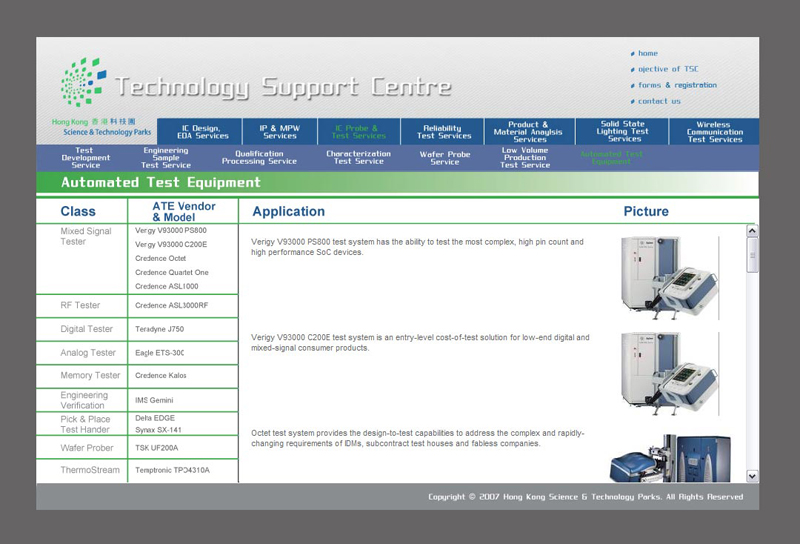 home
ojective of TSC
forms & registration
contact us
Technology Support Centre
Hong Kong 香港科技園
Science & Technology Parks
IC Design,
EDA Services
IP & MPW
Services
IC Probe &
Test Services
Reliability
Test Services
Product &
Material Anaylsis
Services
Solid State
Lighting Test
Services
Wireless
Communication
Test Services
Test
Development
Service
Engineering
Sample
Test Service
Qualification
Processing Service
Characterization
Test Service
Wafer Probe
Service
Low Volume
Production
Test Service
Automated Test
Equipment
Automated Test Equipment
Class
ATE Vendor
& Model
Application
Picture
Mixed Signal
Tester
Vergy V93000 PS800
Vergy V93000 C200E
Credence Octet
Credence Quartet One
Credence ASL1000
Verigy V93000 PS800 test system has the ability to test the most complex, high pin count and
high performance SoC devices.
RF Tester
Credence ASL3000RF
Digital Tester
Teradyne J750
Verigy V93000 C200E test system is an entry-level cost-of-test solution for low-end digital and
mixed-signal consumer products.
Analog Tester
Eagle ETS-300
Memory Tester
Credence Kalos
Engineering
Verification
IMS Gemini
Pick & Place
Test Hander
Delta EDGE
Synax SX-141
Octet test system provides the design-to-test capabilities to address the complex and rapidly-
changing requirements of IDMs, subcontract test houses and fabless companies.
Wafer Prober
TSK UF200A
ThermoStream
Temptronic TPO4310A
Copyright © 2007 Hong Kong Science & Technology Parks. All Rights Reserved